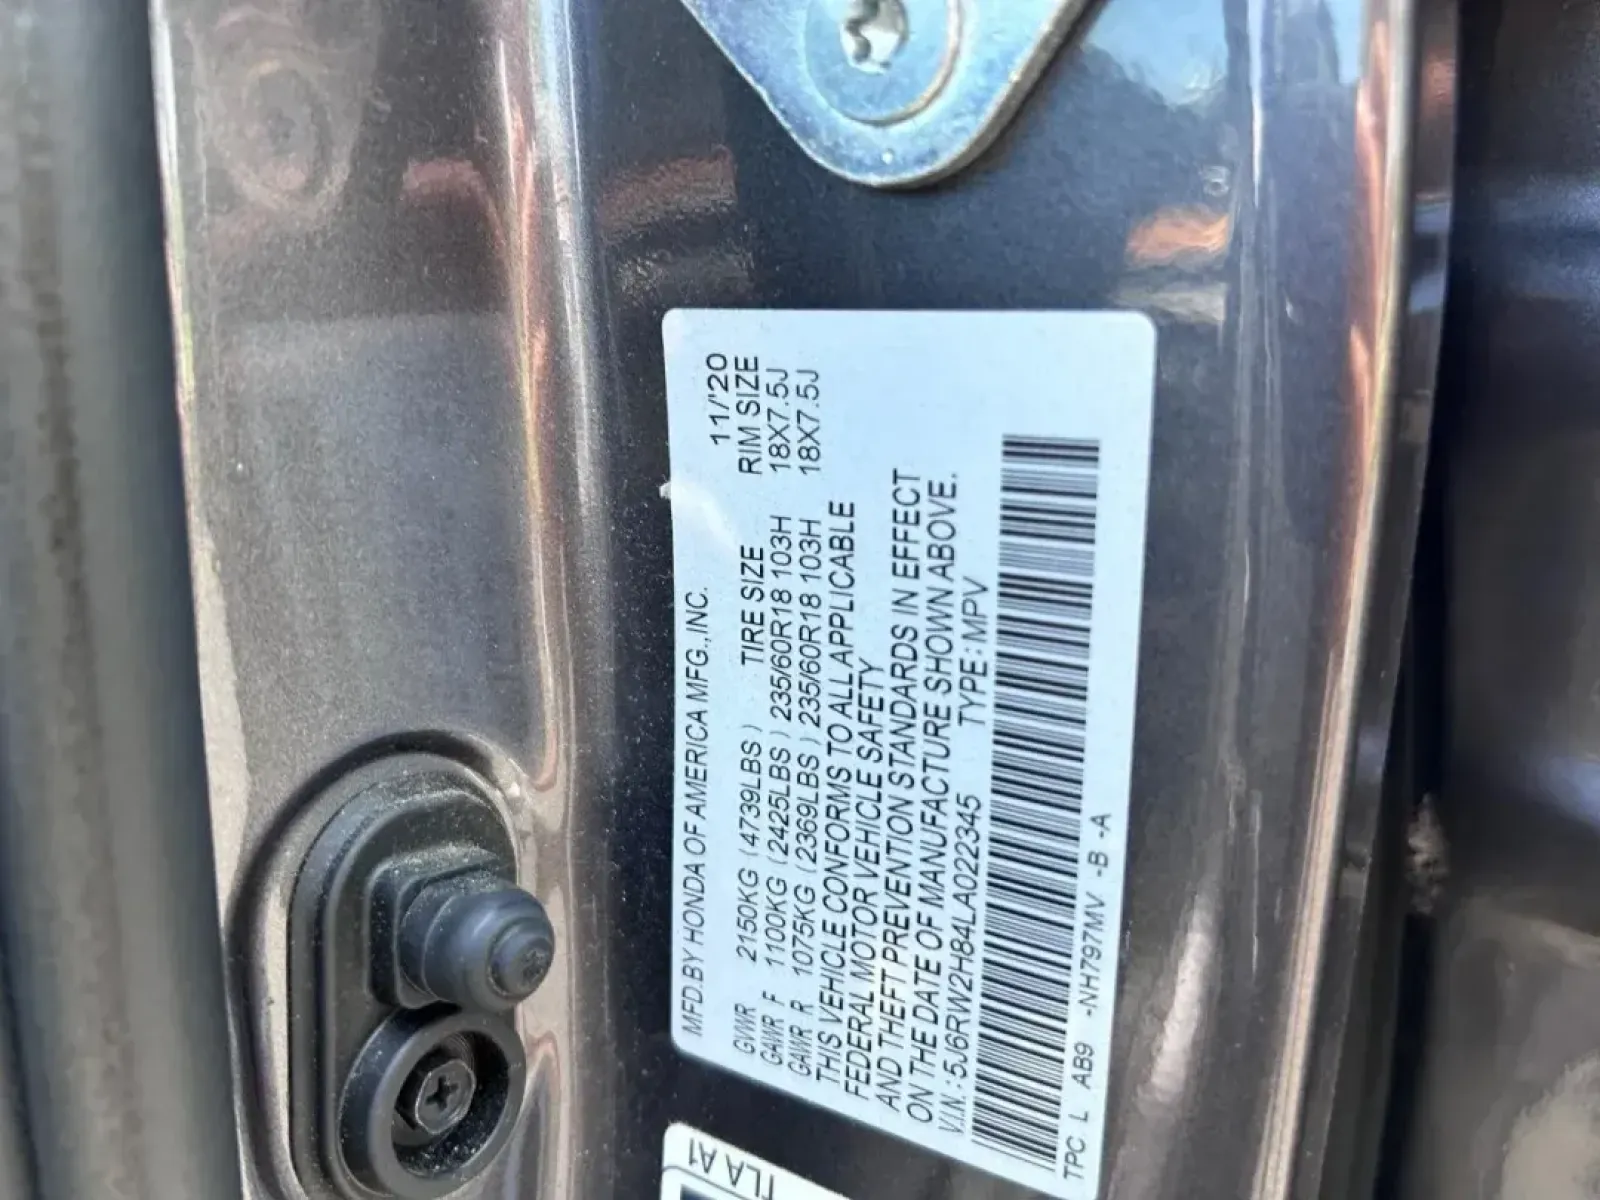 MFD.BY HONDA OF AMERICA MFG.,INC. 11/'20
GVWR 2150KG (4739LBS) TIRE SIZE RIM SIZE
GAWR F 1100KG (2425LBS) 235/60R18 103H 18X7.5J
GAWR R 1075KG (2369LBS) 235/60R18 103H 18X7.5J
THIS VEHICLE CONFORMS TO ALL APPLICABLE
FEDERAL MOTOR VEHICLE SAFETY
AND THEFT PREVENTION STANDARDS IN EFFECT
ON THE DATE OF MANUFACTURE SHOWN ABOVE.
V.I.N.: 5J6RW2H84LA022345 TYPE: MPV
TPC L AB9 -NH797MV -B -A
TLA A1